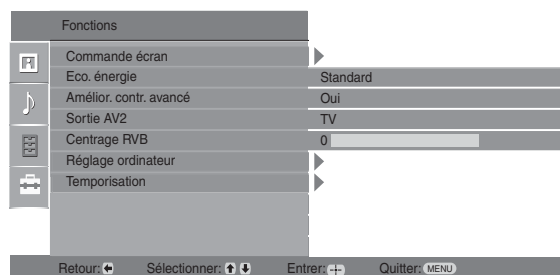 Fonctions
Commande écran
Eco. énergie Standard
Amélior. contr. avancé Oui
Sortie AV2 TV
Centrage RVB 0
Réglage ordinateur
Temporisation
Retour: Sélectionner: Entrer: Quitter: MENU